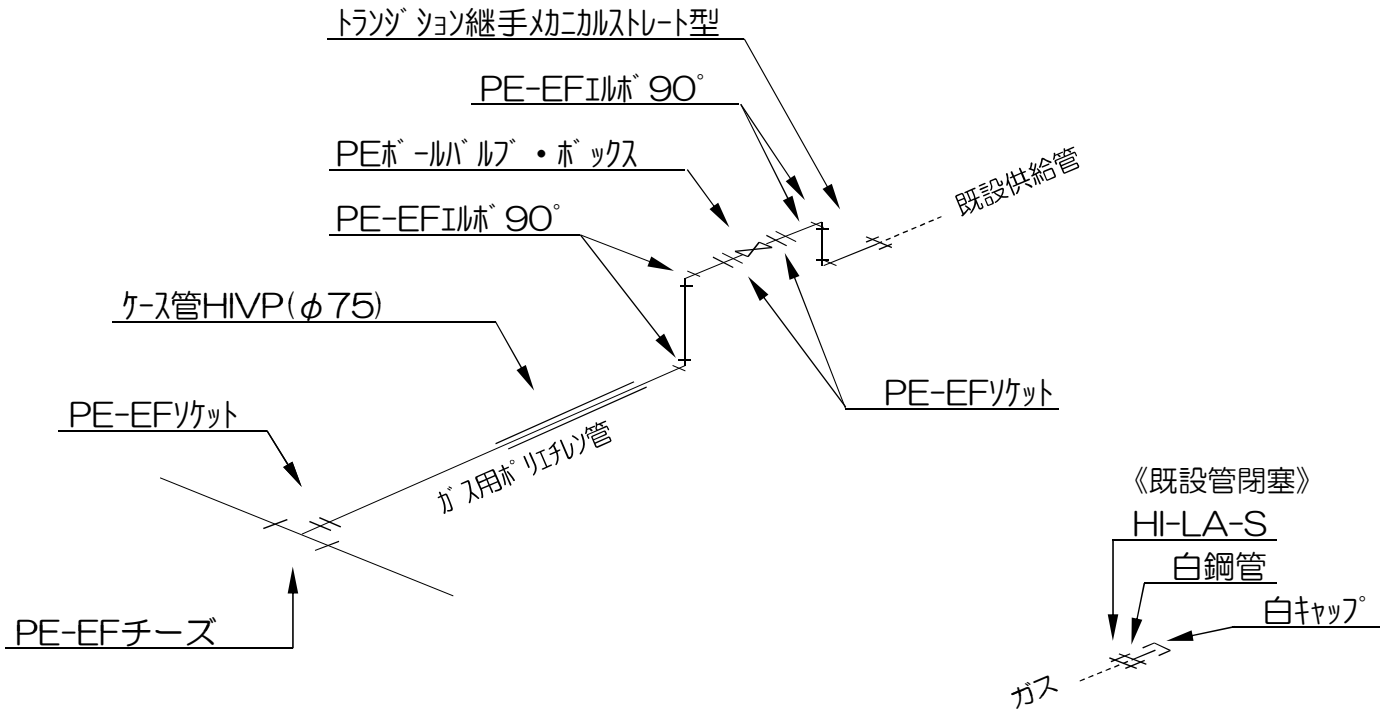 トランジション継手ﾒｶﾆｶﾙストレート型
PE-EFｴﾙﾎﾞ90°
PEﾎﾞｰﾙﾊﾞﾙﾌﾞ・ﾎﾞｯｸｽ
既設供給管
PE-EFｴﾙﾎﾞ90°
ｹｰｽ管HIVP(φ75)
PE-EFｿｹｯﾄ
PE-EFｿｹｯﾄ
ｶﾞｽ用ﾎﾟﾘｴﾁﾚﾝ管
《既設管閉塞》
HI-LA-S
白鋼管
白ｷｬｯﾌﾟ
PE-EFチーズ
ガス